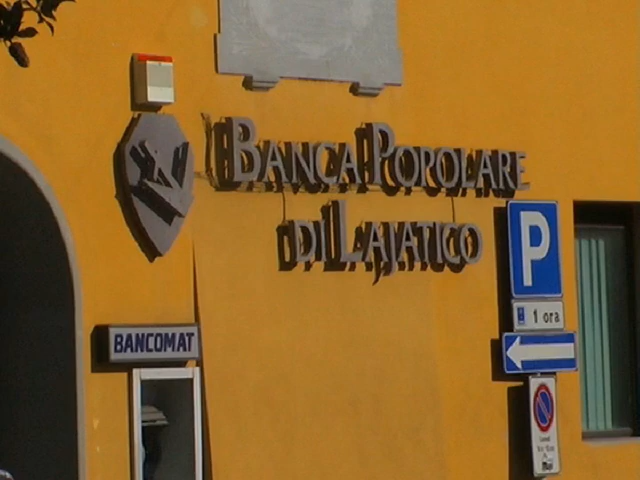 BANCA POPOLARE
DI LAJATICO
P
1 ora
BANCOMAT